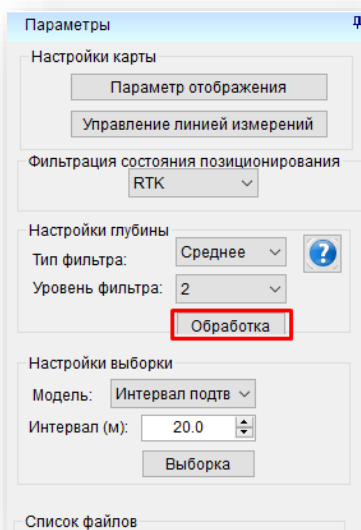 Параметры
Настройки карты
Параметр отображения
Управление линией измерений
Фильтрация состояния позиционирования
RTK
Настройки глубины
Тип фильтра: Среднее
Уровень фильтра: 2
Обработка
Настройки выборки
Модель: Интервал подтв
Интервал (м): 20.0
Выборка
Список файлов